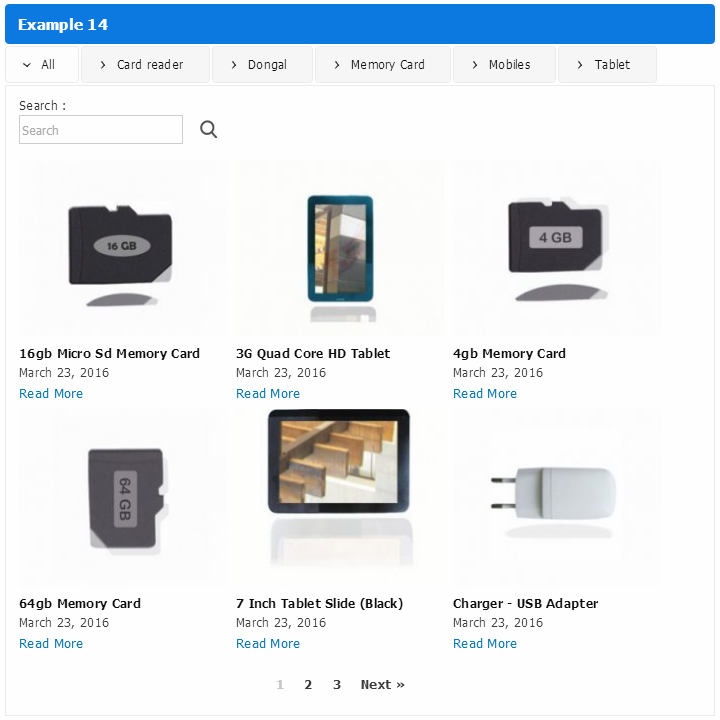 Example 14
All
Card reader
Dongal
Memory Card
Mobiles
Tablet
Search :
Search
16 GB
4 GB
16gb Micro Sd Memory Card
3G Quad Core HD Tablet
4gb Memory Card
March 23, 2016
March 23, 2016
March 23, 2016
Read More
Read More
Read More
64 GB
64gb Memory Card
7 Inch Tablet Slide (Black)
Charger - USB Adapter
March 23, 2016
March 23, 2016
March 23, 2016
Read More
Read More
Read More
1 2 3 Next »